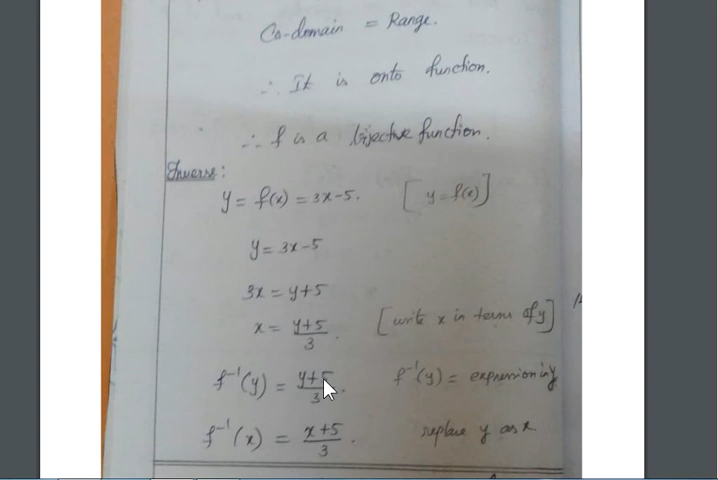 Co-domain = Range.
∴ It is onto function.
∴ f is a bijective function.
Inverse:
y = f(x) = 3x-5. [y=f(x)]
y = 3x-5
3x = y+5
x = y+5/3. [write x in term of y]
f⁻¹(y) = y+5/3. f⁻¹(y) = expression in y
f⁻¹(x) = x+5/3. replace y as x